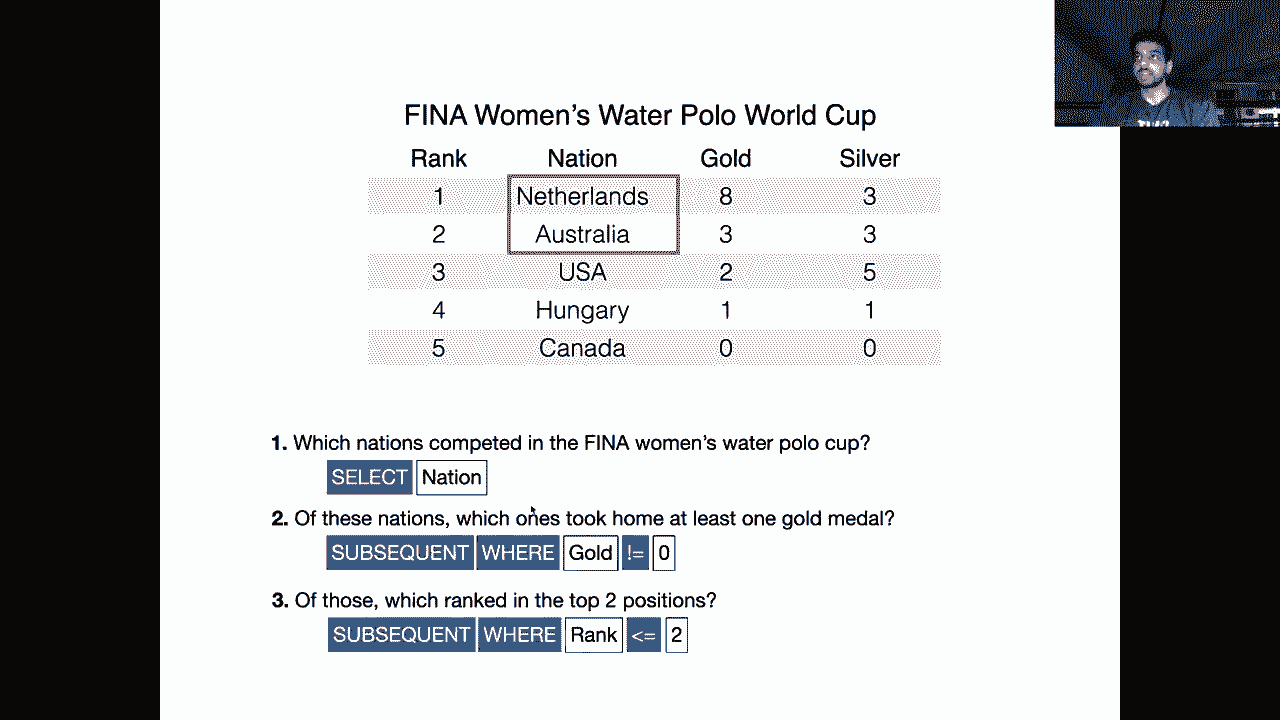 FINA Women's Water Polo World Cup
Rank Nation Gold Silver
1 Netherlands 8 3
2 Australia 3 3
3 USA 2 5
4 Hungary 1 1
5 Canada 0 0
1. Which nations competed in the FINA women's water polo cup?
SELECT Nation
2. Of these nations, which ones took home at least one gold medal?
SUBSEQUENT WHERE Gold != 0
3. Of those, which ranked in the top 2 positions?
SUBSEQUENT WHERE Rank <= 2